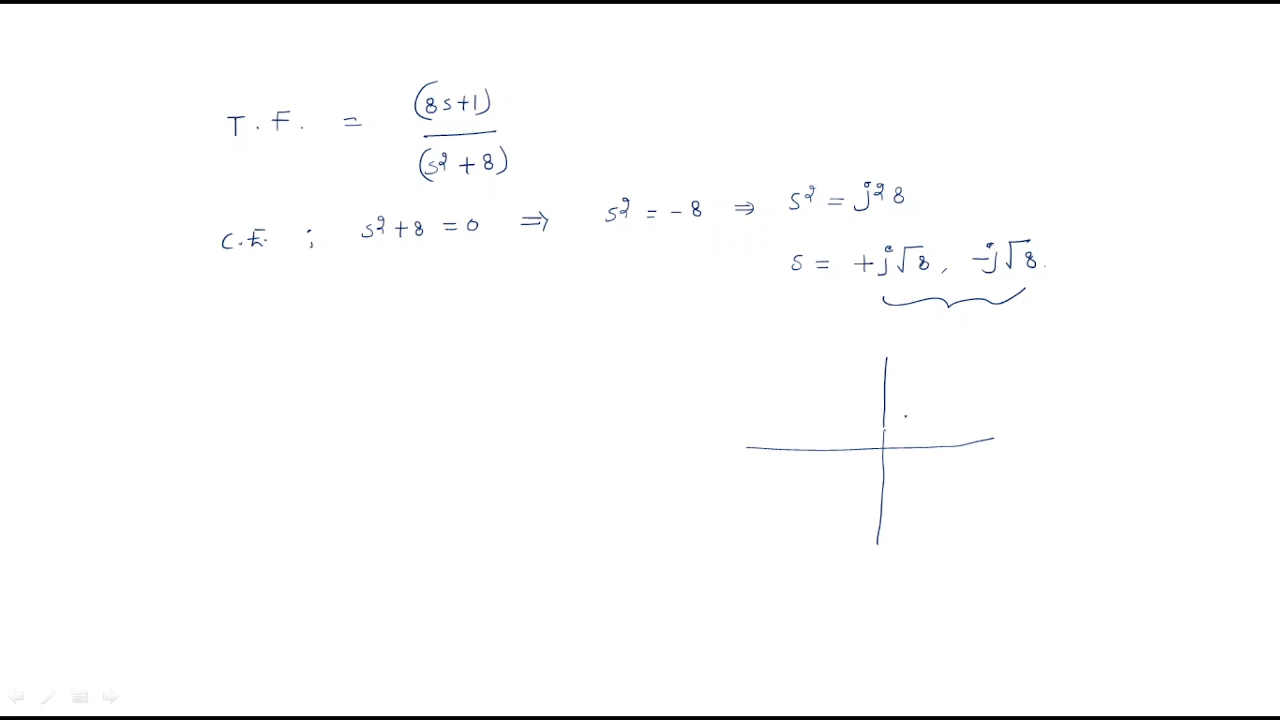 T.F. = (8s+1)
(s²+8)
C.E. ; s²+8 = 0 ⇒ s² = -8 ⇒ s² = j²8
s = +j√8, -j√8.